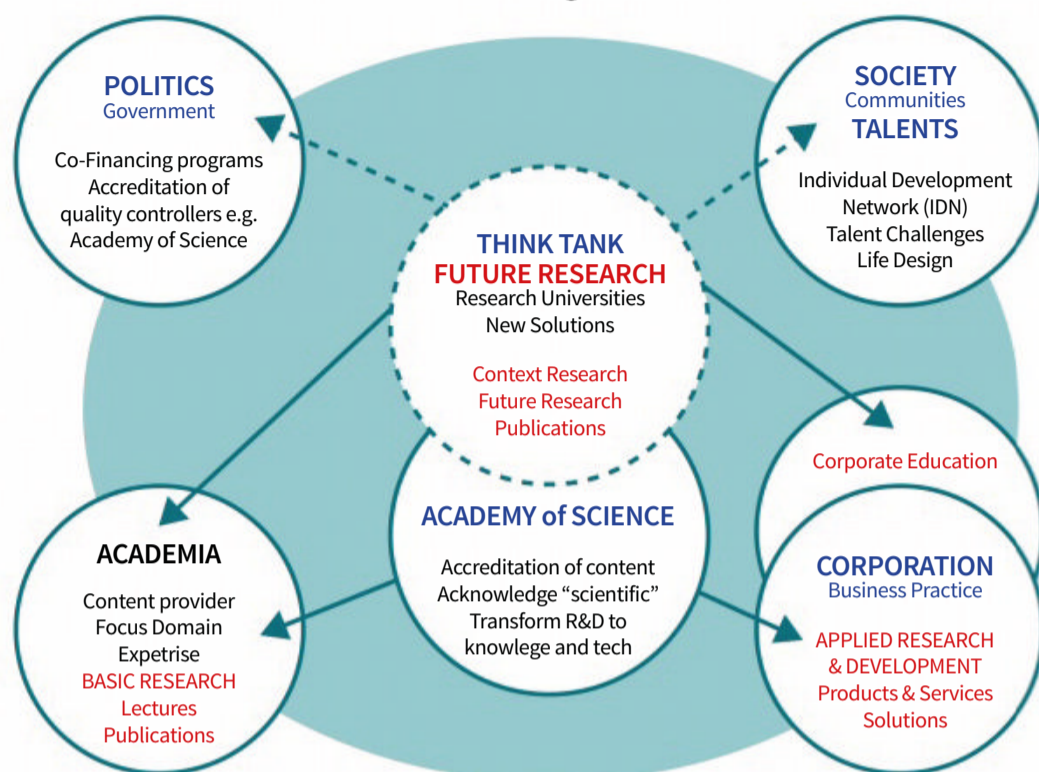 POLITICS
Government
Co-Financing programs
Accreditation of
quality controllers e.g.
Academy of Science
SOCIETY
Communities
TALENTS
Individual Development
Network (IDN)
Talent Challenges
Life Design
THINK TANK
FUTURE RESEARCH
Research Universities
New Solutions
Context Research
Future Research
Publications
ACADEMY of SCIENCE
Accreditation of content
Acknowledge “scientific”
Transform R&D to
knowlege and tech
ACADEMIA
Content provider
Focus Domain
Expetrise
BASIC RESEARCH
Lectures
Publications
Corporate Education
CORPORATION
Business Practice
APPLIED RESEARCH
& DEVELOPMENT
Products & Services
Solutions